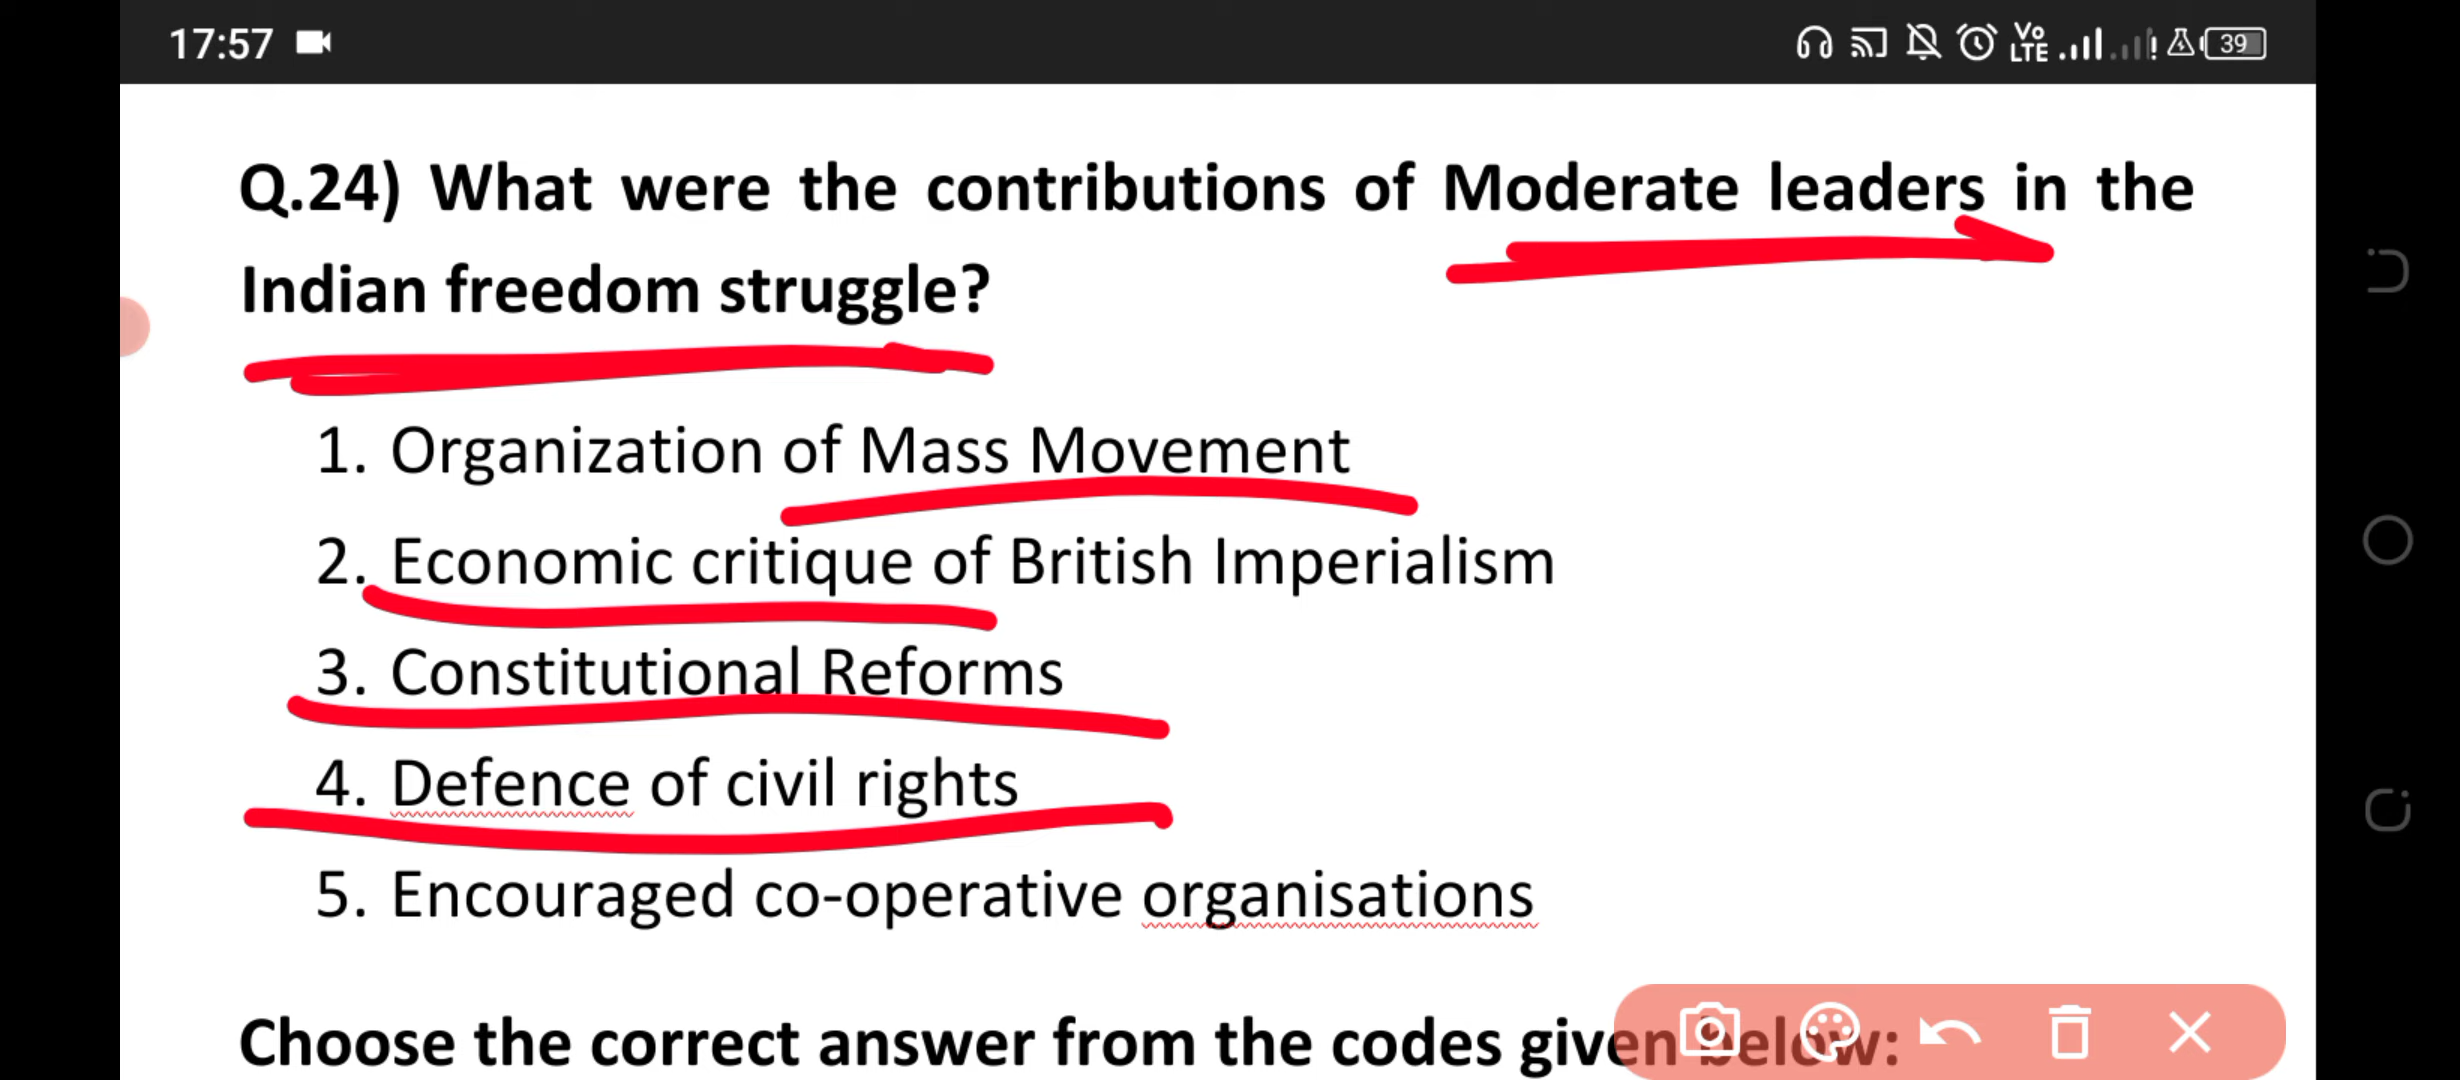 17:57
Vo
LTE
39
Q.24) What were the contributions of Moderate leaders in the
Indian freedom struggle?
1. Organization of Mass Movement
2. Economic critique of British Imperialism
3. Constitutional Reforms
4. Defence of civil rights
5. Encouraged co-operative organisations
Choose the correct answer from the codes given below: